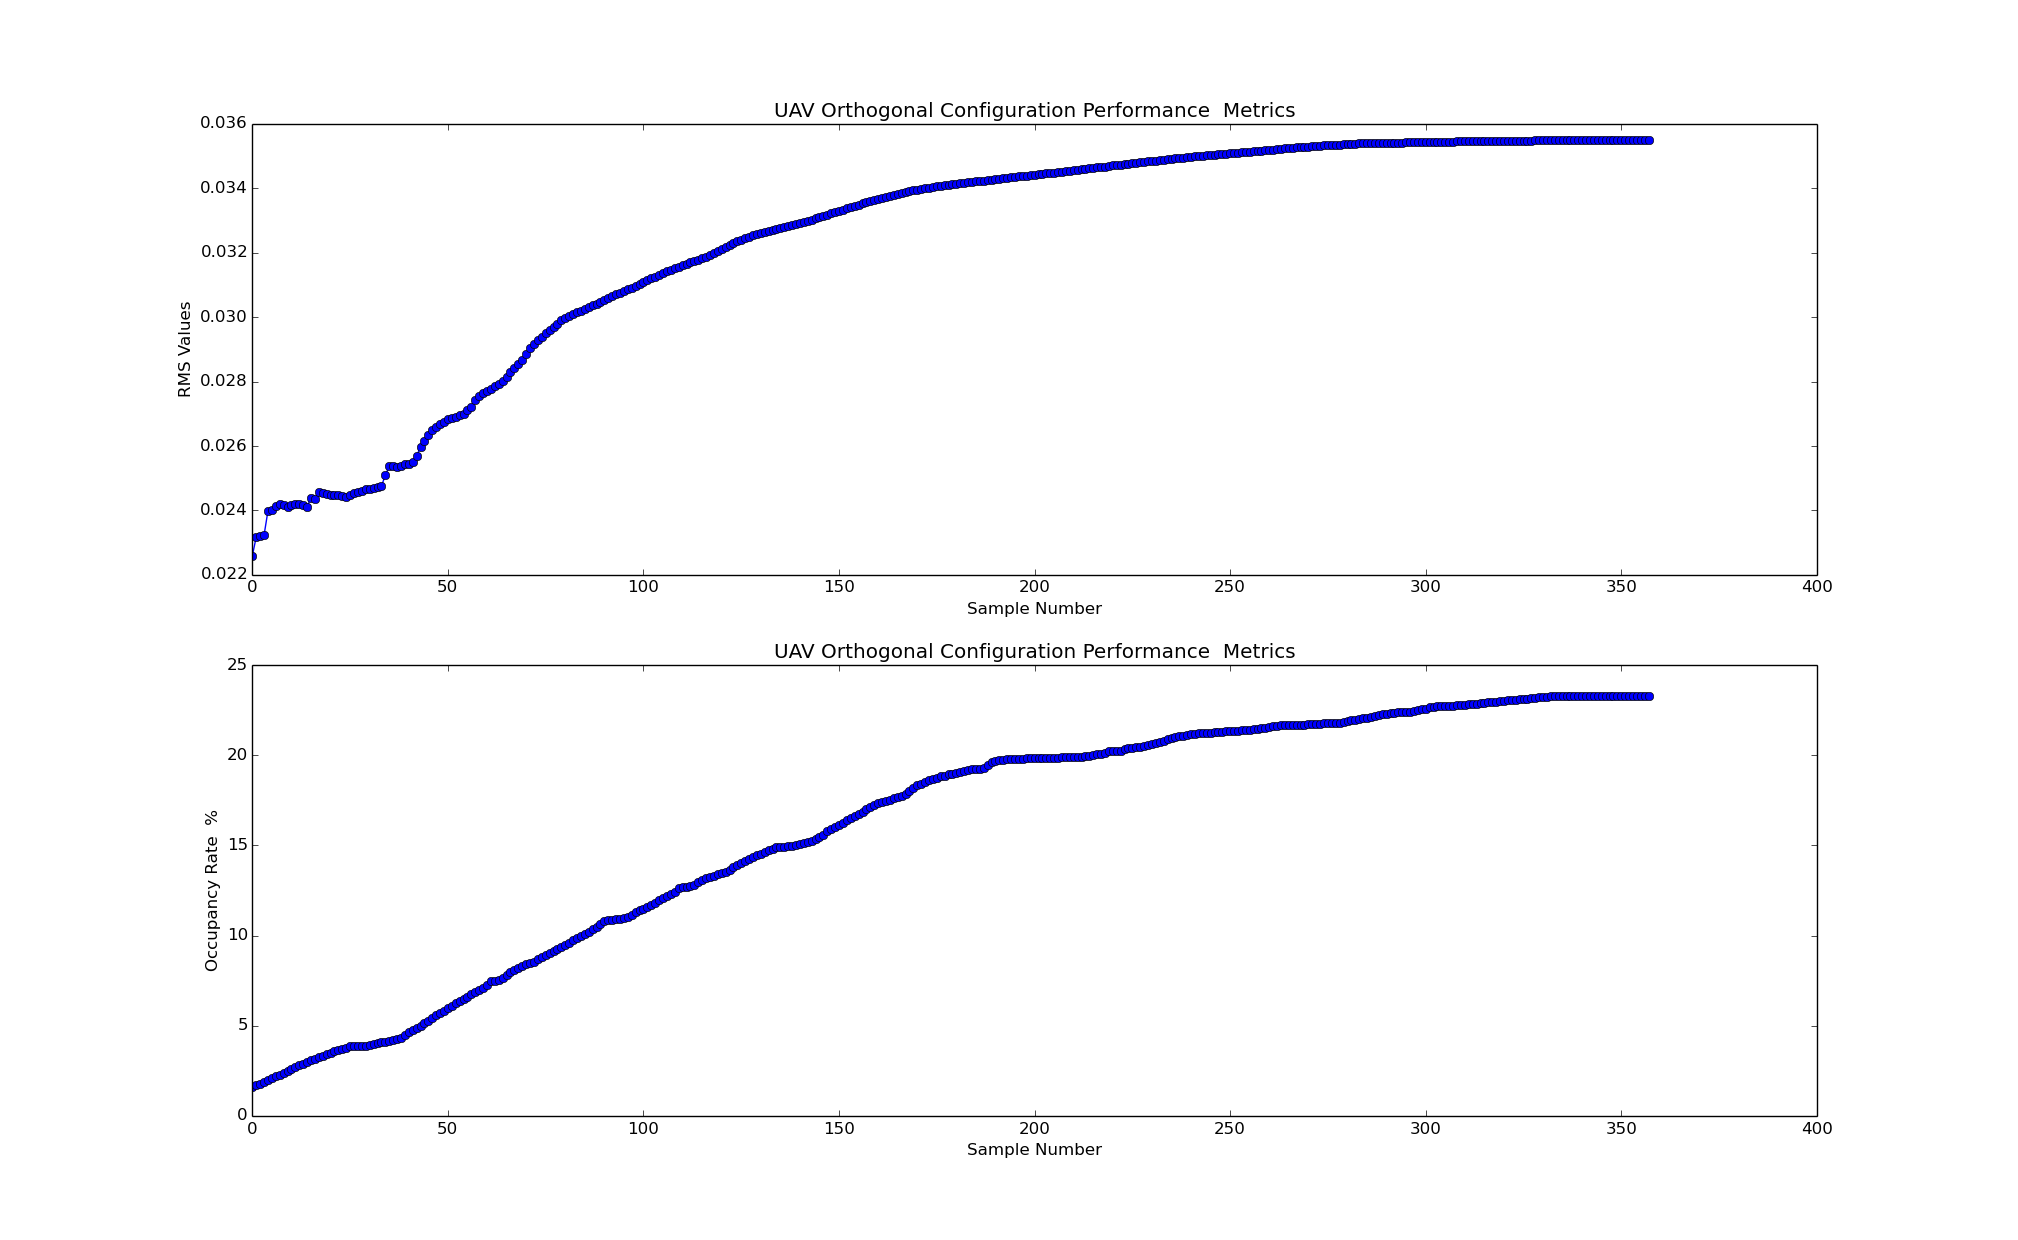 UAV Orthogonal Configuration Performance  Metrics
0.036
0.034
0.032
0.030
0.028
0.026
0.024
0.022
RMS Values
0 50 100 150 200 250 300 350 400
Sample Number
UAV Orthogonal Configuration Performance  Metrics
25
20
15
10
5
0
Occupancy Rate  %
0 50 100 150 200 250 300 350 400
Sample Number